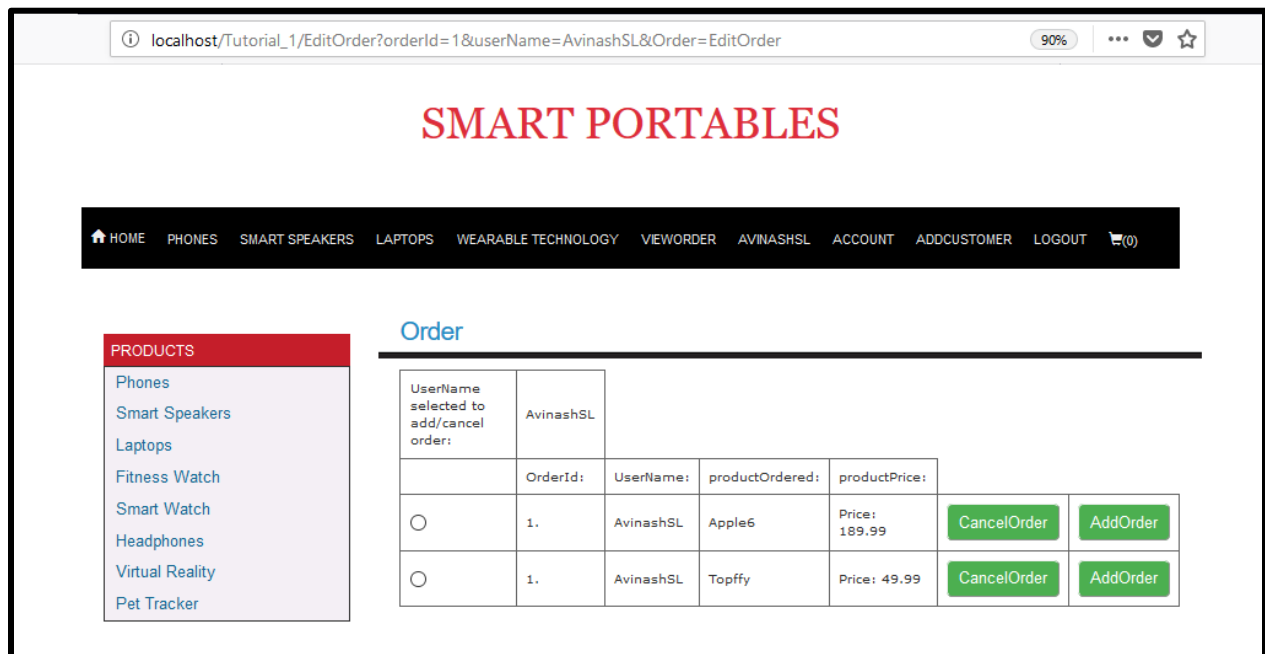 localhost/Tutorial_1/EditOrder?orderId=1&userName=AvinashSL&Order=EditOrder
90%
SMART PORTABLES
HOME PHONES SMART SPEAKERS LAPTOPS WEARABLE TECHNOLOGY VIEWORDER AVINASHSL ACCOUNT ADDCUSTOMER LOGOUT (0)
PRODUCTS
Phones
Smart Speakers
Laptops
Fitness Watch
Smart Watch
Headphones
Virtual Reality
Pet Tracker
Order
UserName
selected to
add/cancel
order:
AvinashSL
OrderId: UserName: productOrdered: productPrice:
1. AvinashSL Apple6 Price:
189.99
CancelOrder AddOrder
1. AvinashSL Topffy Price: 49.99 CancelOrder AddOrder